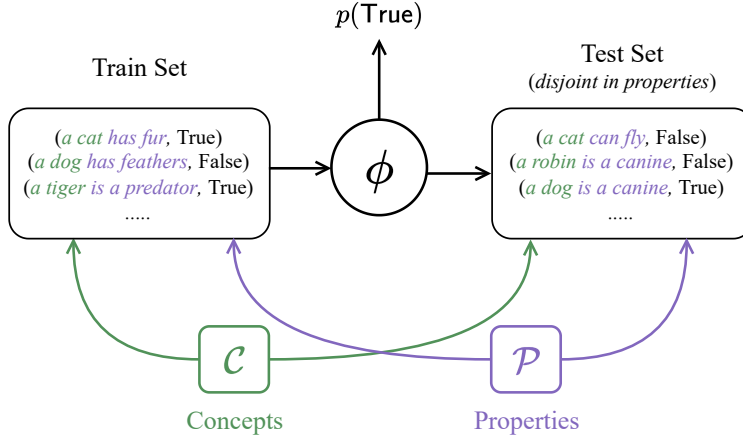 p(True)
Train Set
(a cat has fur, True)
(a dog has feathers, False)
(a tiger is a predator, True)
.....
ϕ
Test Set
(disjoint in properties)
(a cat can fly, False)
(a robin is a canine, False)
(a dog is a canine, True)
.....
𝒞
Concepts
𝒫
Properties